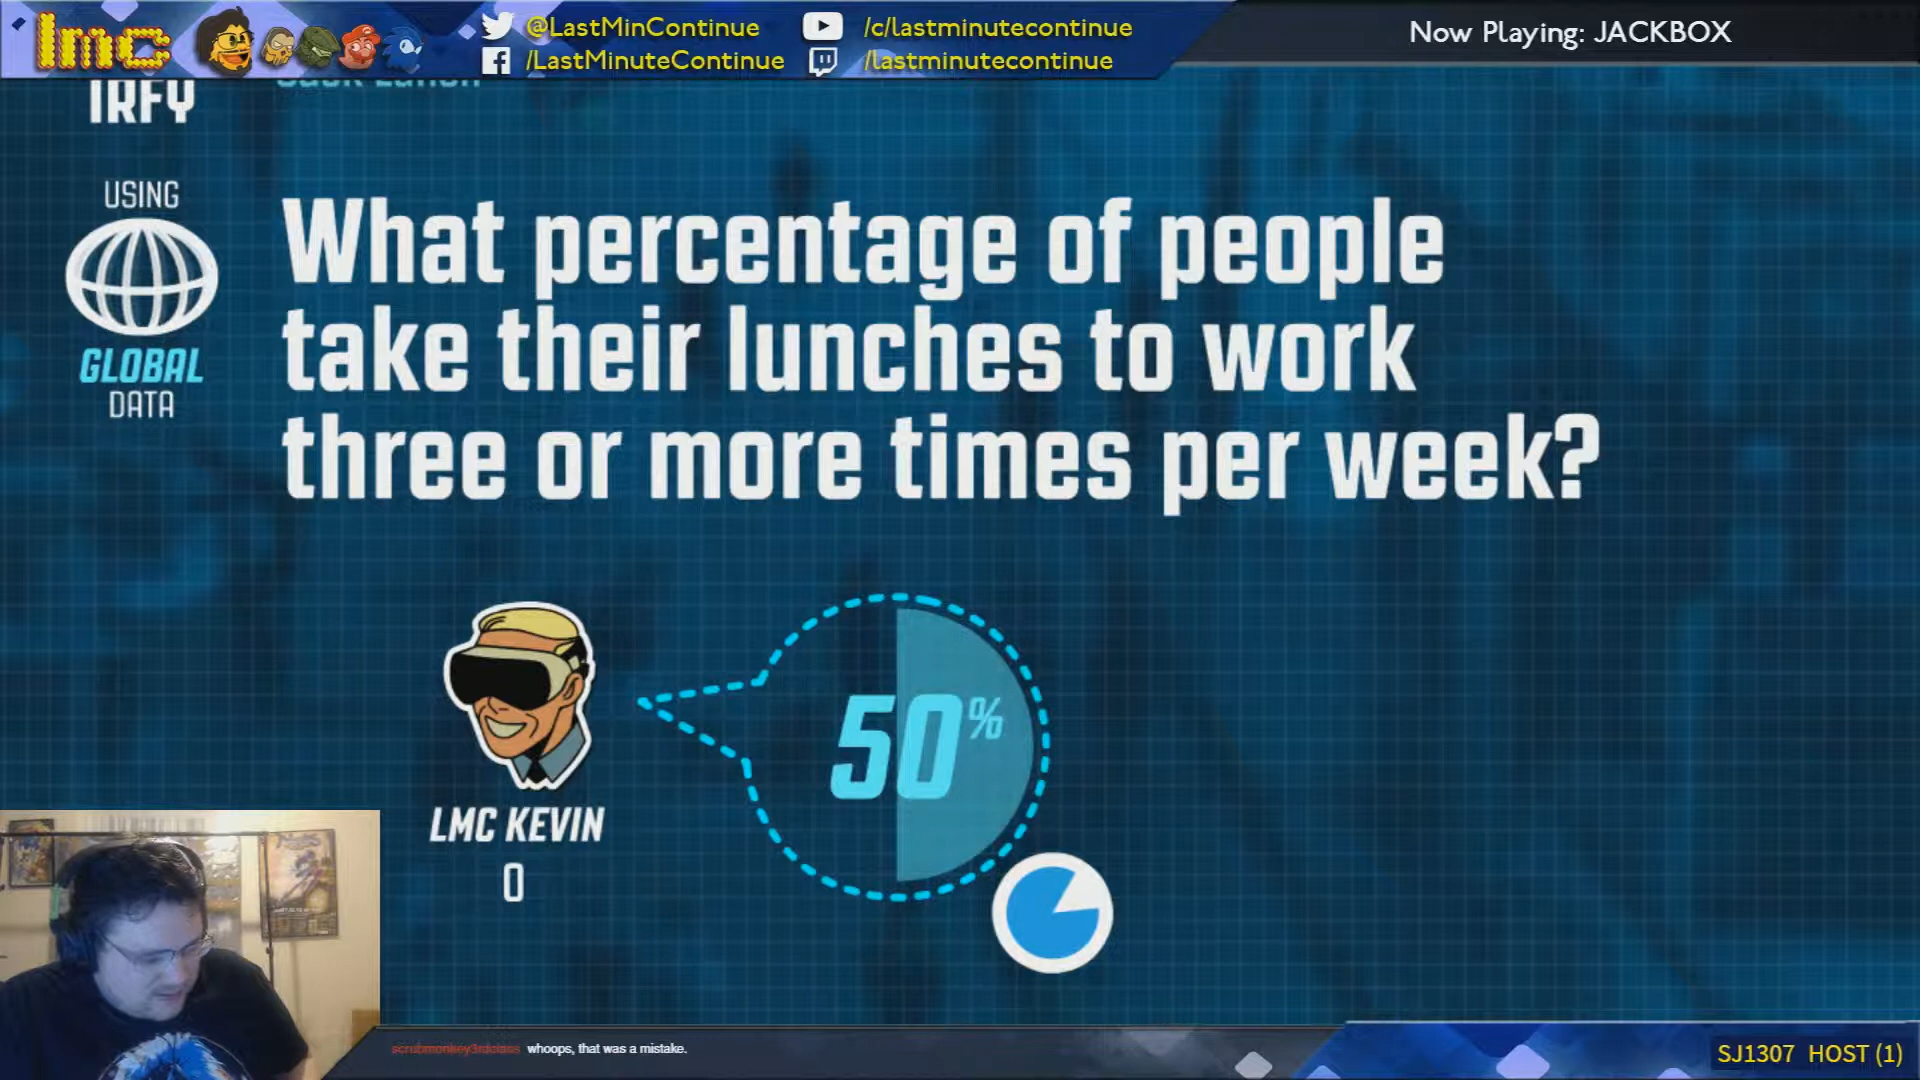 lmc
@LastMinContinue
/c/lastminutecontinue
/LastMinuteContinue
/lastminutecontinue
Now Playing: JACKBOX
IRFY
USING
GLOBAL
DATA
What percentage of people
take their lunches to work
three or more times per week?
50%
LMC KEVIN
0
scrubmonkey3rdclass whoops, that was a mistake.
SJ1307 HOST (1)